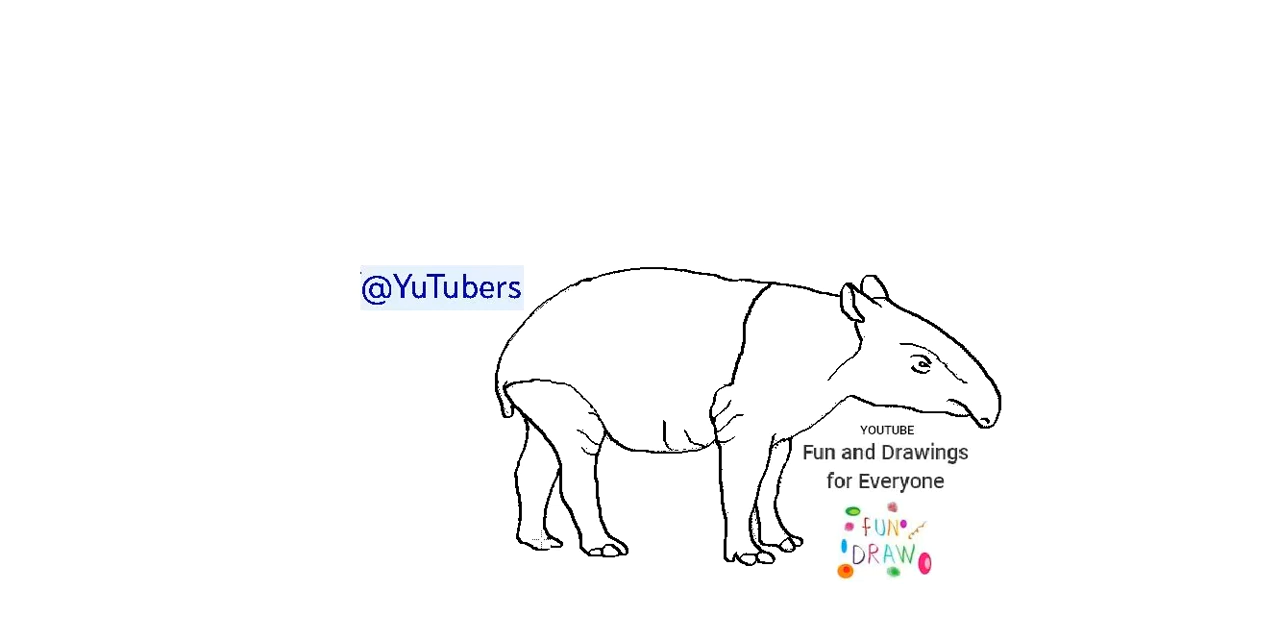 @YuTubers
YOUTUBE
Fun and Drawings
for Everyone
FUN
DRAW